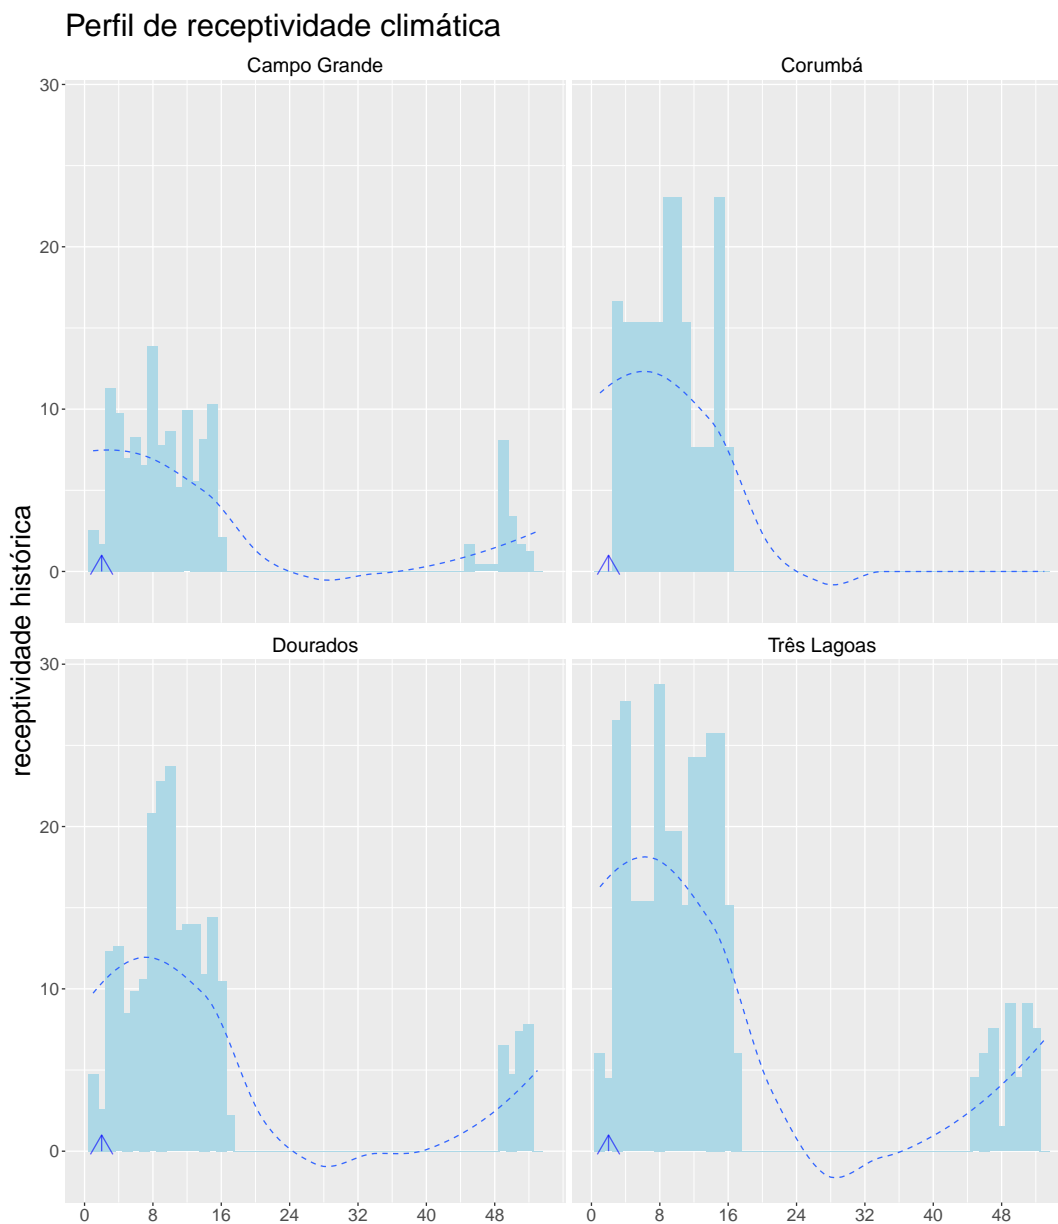 Perfil de receptividade climática
Campo Grande
Corumbá
30
20
10
0
receptividade histórica
Dourados
Três Lagoas
30
20
10
0
0 8 16 24 32 40 48
0 8 16 24 32 40 48